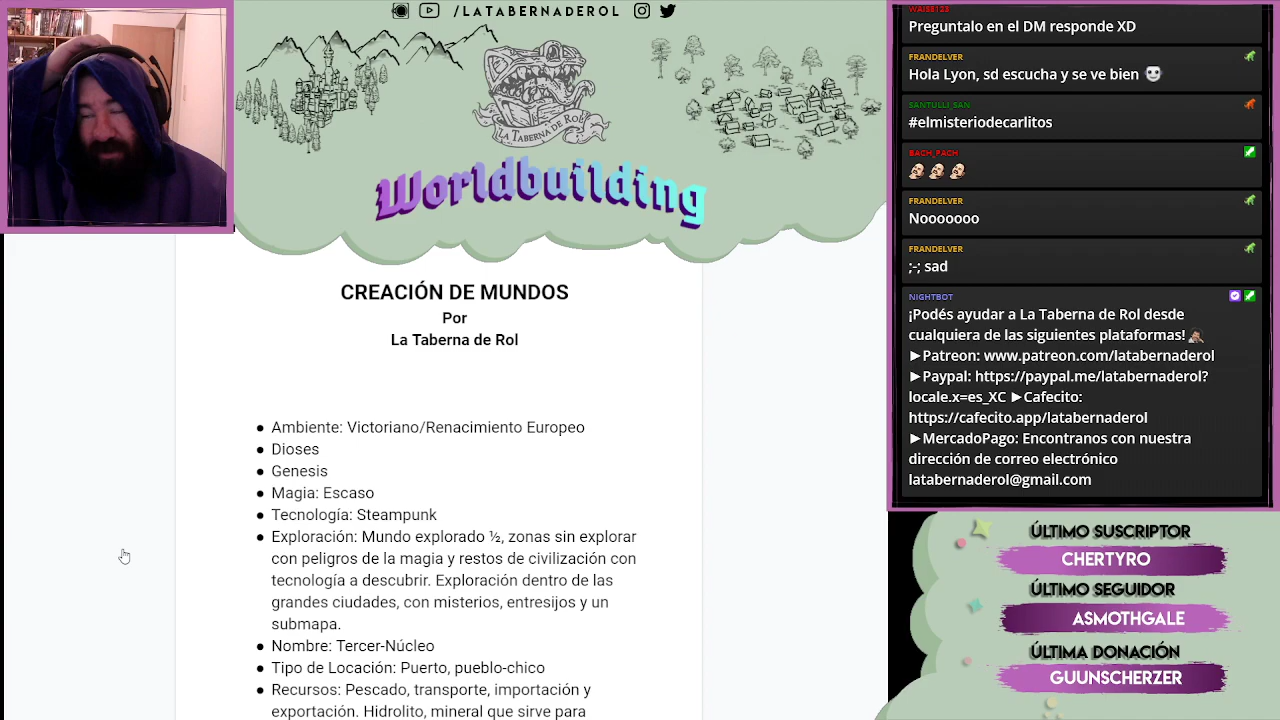 /LATABERNADEROL
LA TABERNA DE ROL
Worldbuilding
CREACIÓN DE MUNDOS
Por
La Taberna de Rol
● Ambiente: Victoriano/Renacimiento Europeo
● Dioses
● Genesis
● Magia: Escaso
● Tecnología: Steampunk
● Exploración: Mundo explorado ½, zonas sin explorar
con peligros de la magia y restos de civilización con
tecnología a descubrir. Exploración dentro de las
grandes ciudades, con misterios, entresijos y un
submapa.
● Nombre: Tercer-Núcleo
● Tipo de Locación: Puerto, pueblo-chico
● Recursos: Pescado, transporte, importación y
exportación. Hidrolito, mineral que sirve para
WAISE123
Preguntalo en el DM responde XD
FRANDELVER
Hola Lyon, sd escucha y se ve bien
SANTULLI_SAN
#elmisteriodecarlitos
BACH_PACH
FRANDELVER
Nooooooo
FRANDELVER
;-; sad
NIGHTBOT
¡Podés ayudar a La Taberna de Rol desde
cualquiera de las siguientes plataformas!
►Patreon: www.patreon.com/latabernaderol
►Paypal: https://paypal.me/latabernaderol?
locale.x=es_XC ►Cafecito:
https://cafecito.app/latabernaderol
►MercadoPago: Encontranos con nuestra
dirección de correo electrónico
latabernaderol@gmail.com
ÚLTIMO SUSCRIPTOR
CHERTYRO
ÚLTIMO SEGUIDOR
ASMOTHGALE
ÚLTIMA DONACIÓN
GUUNSCHERZER